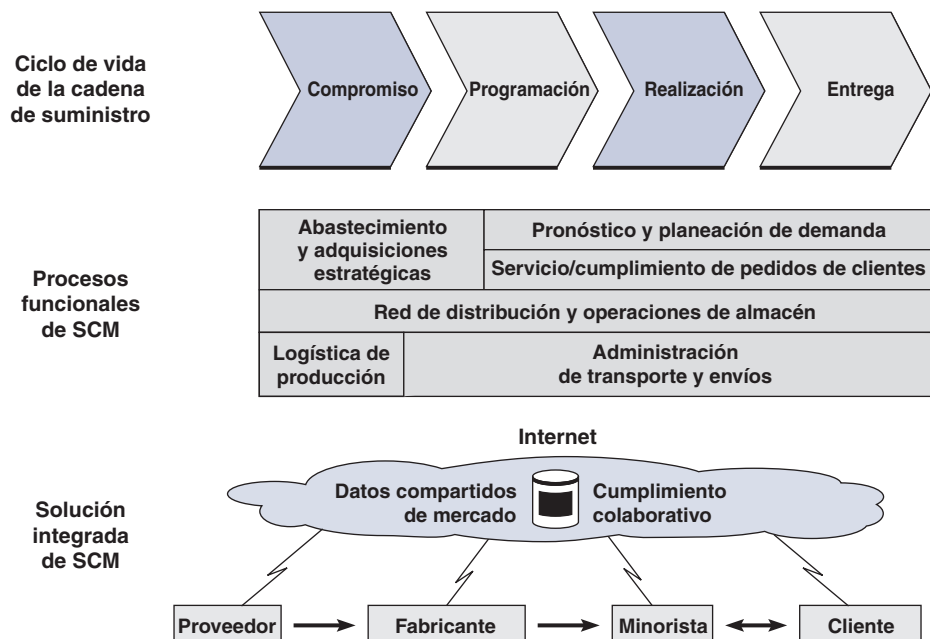 Ciclo de vida
de la cadena
de suministro
Compromiso
Programación
Realización
Entrega
Procesos
funcionales
de SCM
Abastecimiento
y adquisiciones
estratégicas
Pronóstico y planeación de demanda
Servicio/cumplimiento de pedidos de clientes
Red de distribución y operaciones de almacén
Logística de
producción
Administración
de transporte y envíos
Solución
integrada
de SCM
Internet
Datos compartidos
de mercado
Cumplimiento
colaborativo
Proveedor
Fabricante
Minorista
Cliente